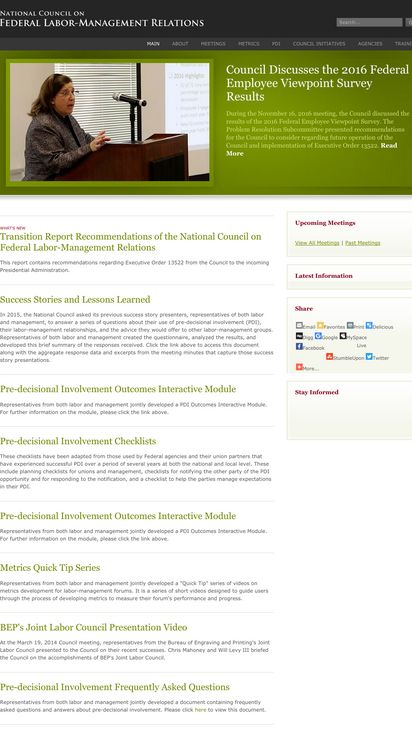 NATIONAL COUNCIL ON
FEDERAL LABOR-MANAGEMENT RELATIONS
Search...
MAIN ABOUT MEETINGS METRICS PDI COUNCIL INITIATIVES AGENCIES TRAIN
2016 Highlights
Council Discusses the 2016 Federal
Employee Viewpoint Survey
Results
During the November 16, 2016 meeting, the Council discussed the
results of the 2016 Federal Employee Viewpoint Survey. The
Problem Resolution Subcommittee presented recommendations
for the Council to consider regarding future operation of the
Council and implementation of Executive Order 13522. Read
More
WHAT'S NEW
Transition Report Recommendations of the National Council on
Federal Labor-Management Relations
This report contains recommendations regarding Executive Order 13522 from the Council to the incoming
Presidential Administration.
Success Stories and Lessons Learned
In 2015, the National Council asked its previous success story presenters, representatives of both labor
and management, to answer a series of questions about their use of pre-decisional involvement (PDI),
their labor-management relationships, and the advice they would offer to other labor-management groups.
Representatives of both labor and management created the questionnaire, analyzed the results, and
developed this brief summary of the responses received. Click the link above to access this document
along with the aggregate response data and excerpts from the meeting minutes that capture those success
story presentations.
Pre-decisional Involvement Outcomes Interactive Module
Representatives from both labor and management jointly developed a PDI Outcomes Interactive Module.
For further information on the module, please click the link above.
Pre-decisional Involvement Checklists
These checklists have been adapted from those used by Federal agencies and their union partners that
have experienced successful PDI over a period of several years at both the national and local level. These
include planning checklists for unions and management, checklists for notifying the other party of the PDI
opportunity and for responding to the notification, and a checklist to help the parties manage expectations
in their PDI.
Pre-decisional Involvement Outcomes Interactive Module
Representatives from both labor and management jointly developed a PDI Outcomes Interactive Module.
For further information on the module, please click the link above.
Metrics Quick Tip Series
Representatives from both labor and management jointly developed a "Quick Tip" series of videos on
metrics development for labor-management forums. It is a series of short videos designed to guide users
through the process of developing metrics to measure their forum's performance and progress.
BEP's Joint Labor Council Presentation Video
At the March 19, 2014 Council meeting, representatives from the Bureau of Engraving and Printing's Joint
Labor Council presented to the Council on their recent successes. Chris Mahoney and Will Levy III briefed
the Council on the accomplishments of BEP's Joint Labor Council.
Pre-decisional Involvement Frequently Asked Questions
Representatives from both labor and management jointly developed a document containing frequently
asked questions and answers about pre-decisional involvement. Please click here to view this document.
Upcoming Meetings
View All Meetings | Past Meetings
Latest Information
Share
Email Favorites Print Delicious
Digg Google MySpace
Facebook Live
StumbleUpon Twitter
More...
Stay Informed